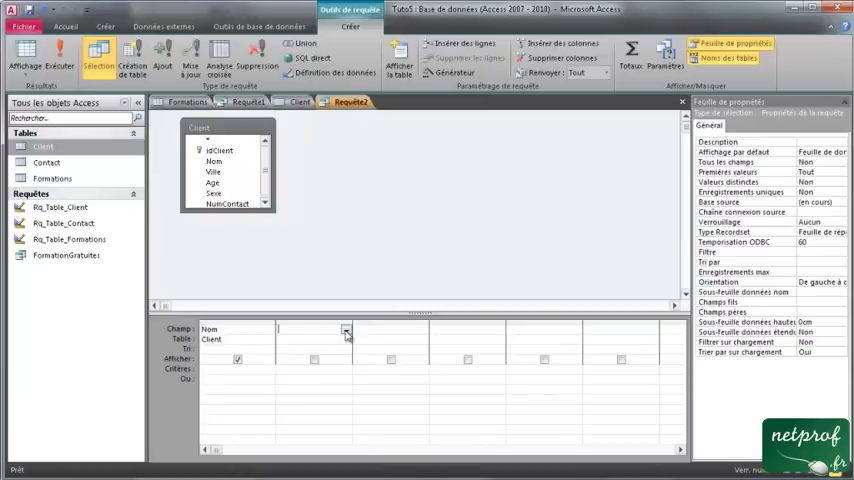 Outils de requête
Tuto5 : Base de données (Access 2007 - 2010) - Microsoft Access
Fichier Accueil Créer Données externes Outils de base de données Créer
Affichage Exécuter Sélection Création de table Ajout Mise à jour Analyse croisée Suppression
Union
SQL direct
Définition des données
Afficher la table
Insérer des lignes
Supprimer les lignes
Générateur
Insérer des colonnes
Supprimer colonnes
Renvoyer : Tout
Totaux Paramètres
Feuille de propriétés
Noms des tables
Résultats Type de requête Paramétrage de requête Afficher/Masquer
Tous les objets Access
Rechercher...
Tables
Client
Contact
Formations
Requêtes
Rq_Table_Client
Rq_Table_Contact
Rq_Table_Formations
FormationGratuites
Formations Requête1 Client Requête2
Client
*
idClient
Nom
Ville
Age
Sexe
NumContact
Champ : Nom
Table : Client
Tri :
Afficher :
Critères :
Ou :
Feuille de propriétés
Type de sélection : Propriétés de la requête
Général
Description
Affichage par défaut Feuille de don
Tous les champs Non
Premières valeurs Tout
Valeurs distinctes Non
Enregistrements uniques Non
Base source (en cours)
Chaîne connexion source
Verrouillage Aucun
Type Recordset Feuille de rép
Temporisation ODBC 60
Filtre
Tri par
Enregistrements max
Orientation De gauche à d
Sous-feuille données nom
Champs fils
Champs pères
Sous-feuille données hauteu 0cm
Sous-feuille données étendu Non
Filtrer sur chargement Non
Trier par sur chargement Oui
netprof
.fr
Prêt
Verr. nu